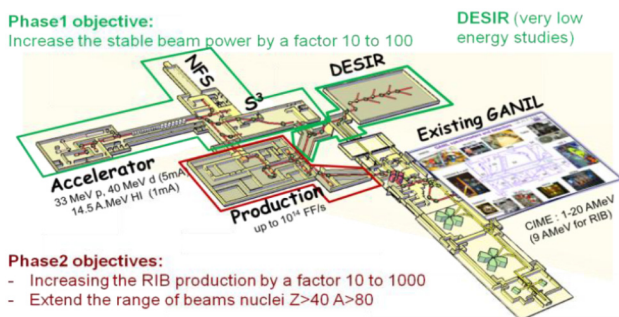 Phase1 objective:
Increase the stable beam power by a factor 10 to 100
DESIR (very low
energy studies)
NFS
S³
DESIR
Existing GANIL
Accelerator
33 MeV p, 40 MeV d (5mA)
14.5 A.MeV HI (1mA)
Production
up to 10¹⁴ FF/s
CIME : 1-20 AMeV
(9 AMeV for RIB)
Phase2 objectives:
- Increasing the RIB production by a factor 10 to 1000
- Extend the range of beams nuclei Z>40 A>80